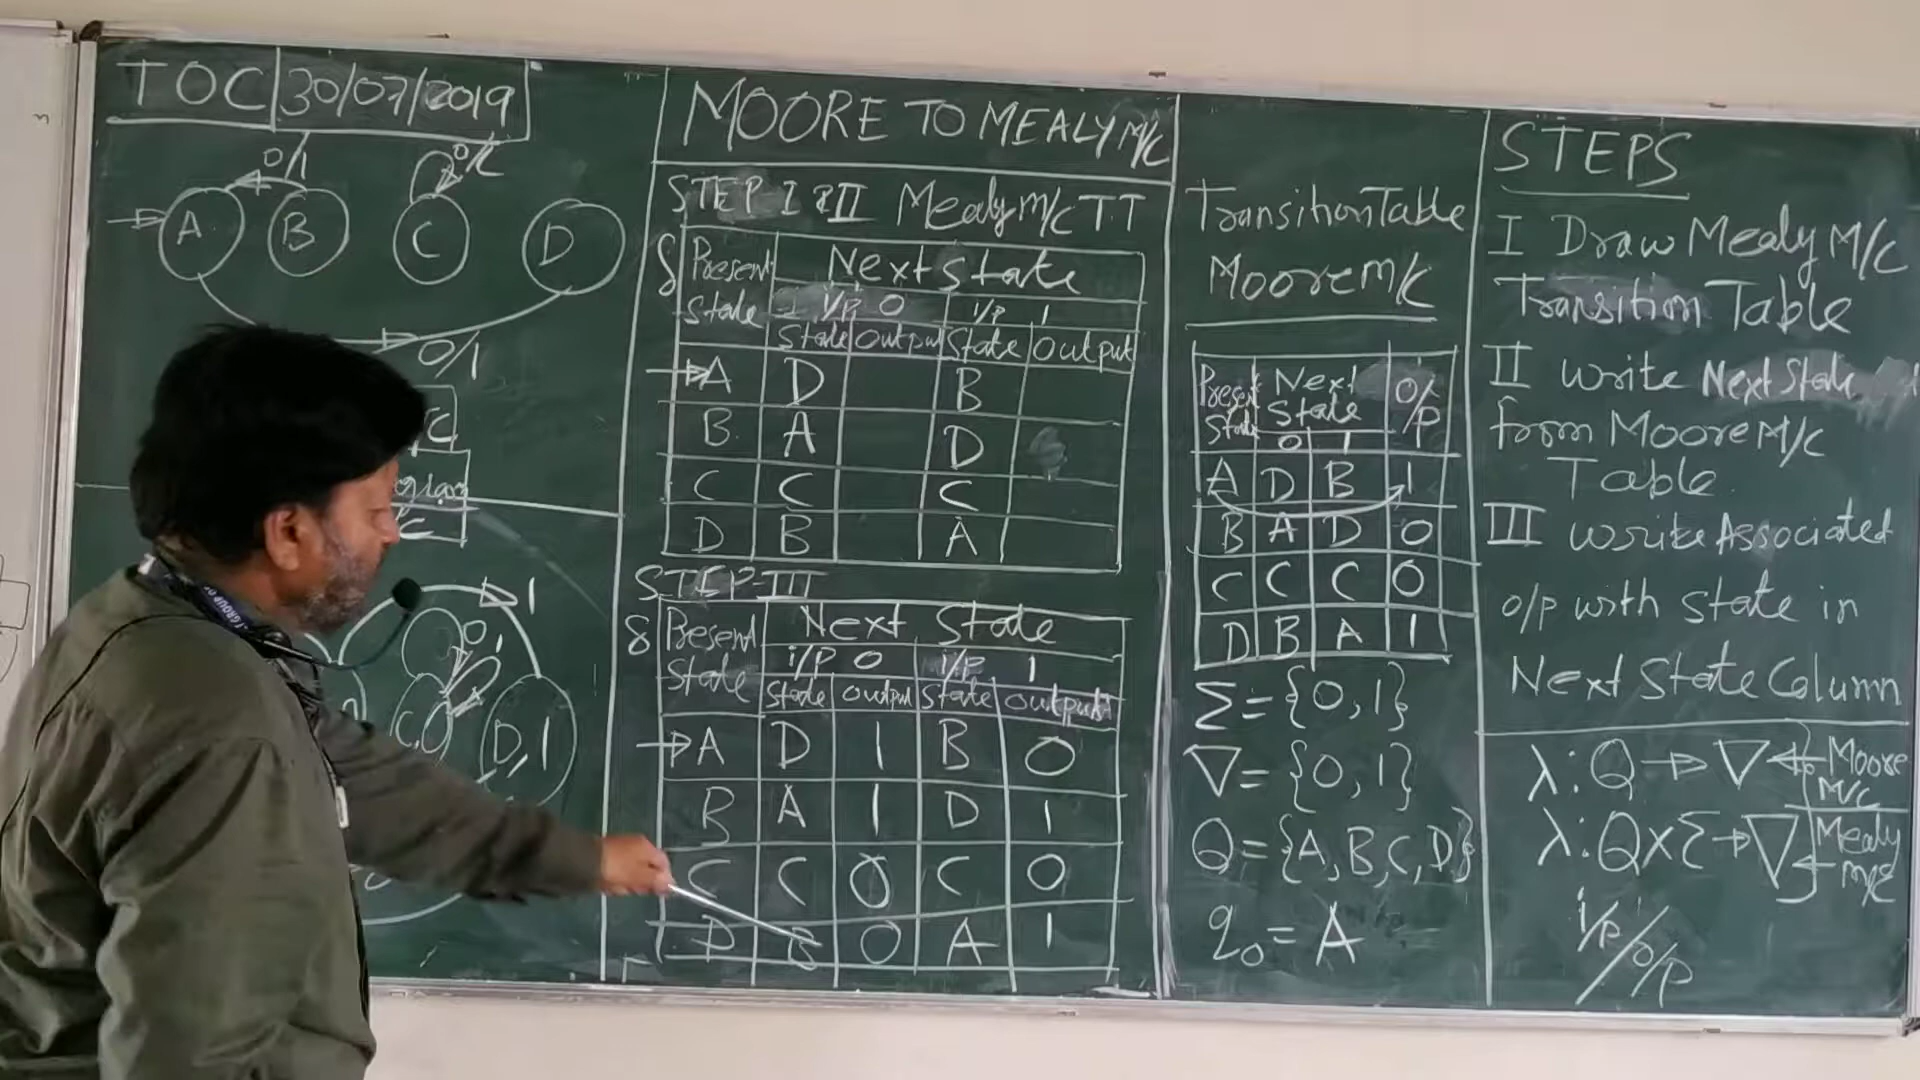 TOC 30/07/2019
0/1
0/
A B C D
0/1
C
C
1
0,1
C,0 D,1
MOORE TO MEALY M/C
STEP I & II Mealy M/C TT
δ Present State Next State
i/p 0 i/p 1
State Output State Output
A D B
B A D
C C C
D B A
STEP-III
δ Present State Next State
i/p 0 i/p 1
State Output State Output
A D 1 B 0
B A 1 D 1
C C 0 C 0
D B 0 A 1
Transition Table
Moore M/C
Present State Next State O/P
0 1
A D B 1
B A D 0
C C C 0
D B A 1
Σ = {0,1}
∇ = {0,1}
Q = {A,B,C,D}
q₀ = A
STEPS
I Draw Mealy M/C
Transition Table
II Write Next State
from Moore M/C
Table
III Write Associated
o/p with State in
Next State Column
λ: Q → ∇ Moore M/C
λ: Q x Σ → ∇ Mealy M/C
i/p/o/p